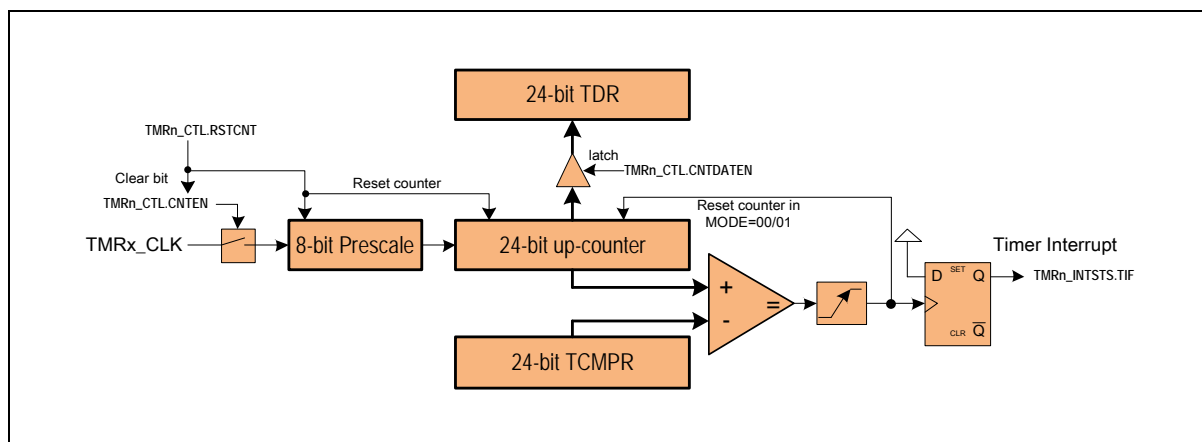 24-bit TDR
TMRn_CTL.RSTCNT
latch
TMRn_CTL.CNTDATEN
Clear bit
Reset counter
TMRn_CTL.CNTEN
Reset counter in
MODE=00/01
TMRx_CLK
8-bit Prescale
24-bit up-counter
Timer Interrupt
D SET Q
TMRn_INTSTS.TIF
+
=
-
CLR Q̅
24-bit TCMPR